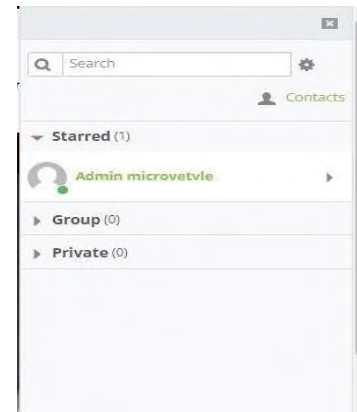 Search
Contacts
Starred (1)
Admin microvetvle
Group (0)
Private (0)